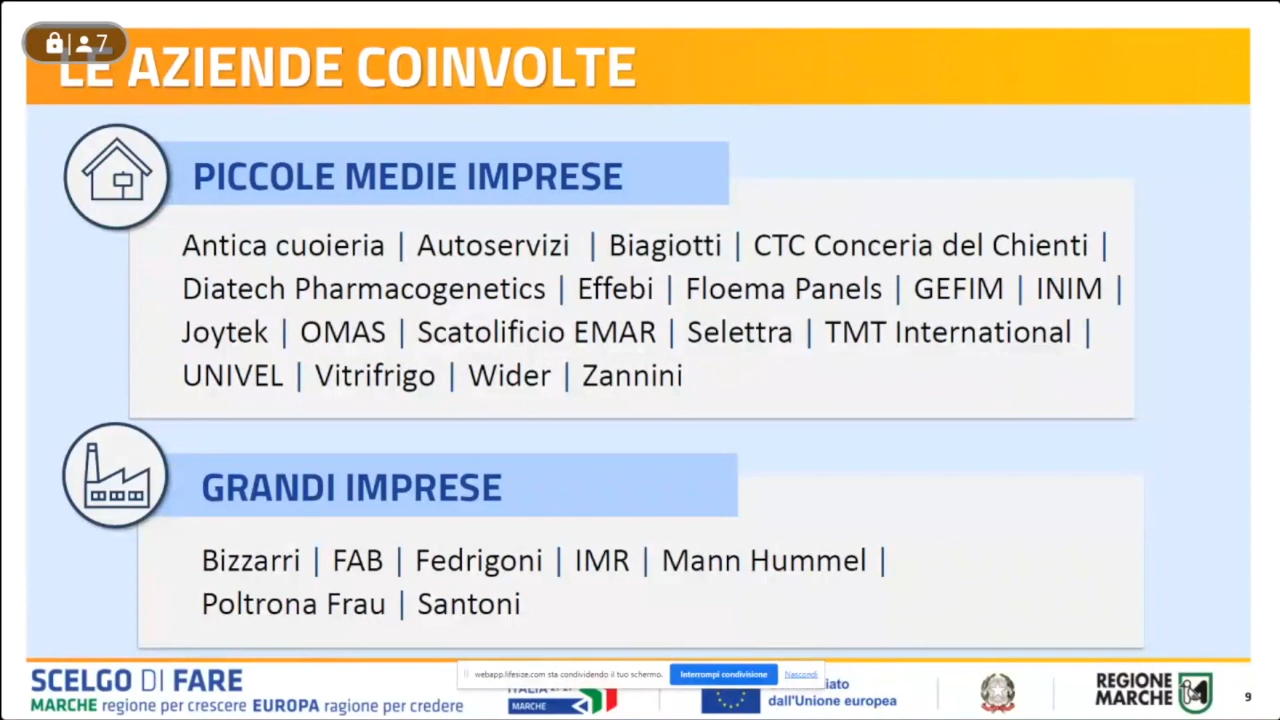 7
LE AZIENDE COINVOLTE
PICCOLE MEDIE IMPRESE
Antica cuoieria | Autoservizi | Biagiotti | CTC Conceria del Chienti |
Diatech Pharmacogenetics | Effebi | Floema Panels | GEFIM | INIM |
Joytek | OMAS | Scatolificio EMAR | Selettra | TMT International |
UNIVEL | Vitrifrigo | Wider | Zannini
GRANDI IMPRESE
Bizzarri | FAB | Fedrigoni | IMR | Mann Hummel |
Poltrona Frau | Santoni
webapp.lifesize.com sta condividendo il tuo schermo.
Interrompi condivisione
Nascondi
SCELGO DI FARE
MARCHE regione per crescere EUROPA ragione per credere
ITALIA
MARCHE
dall'Unione europea
REGIONE
MARCHE
9